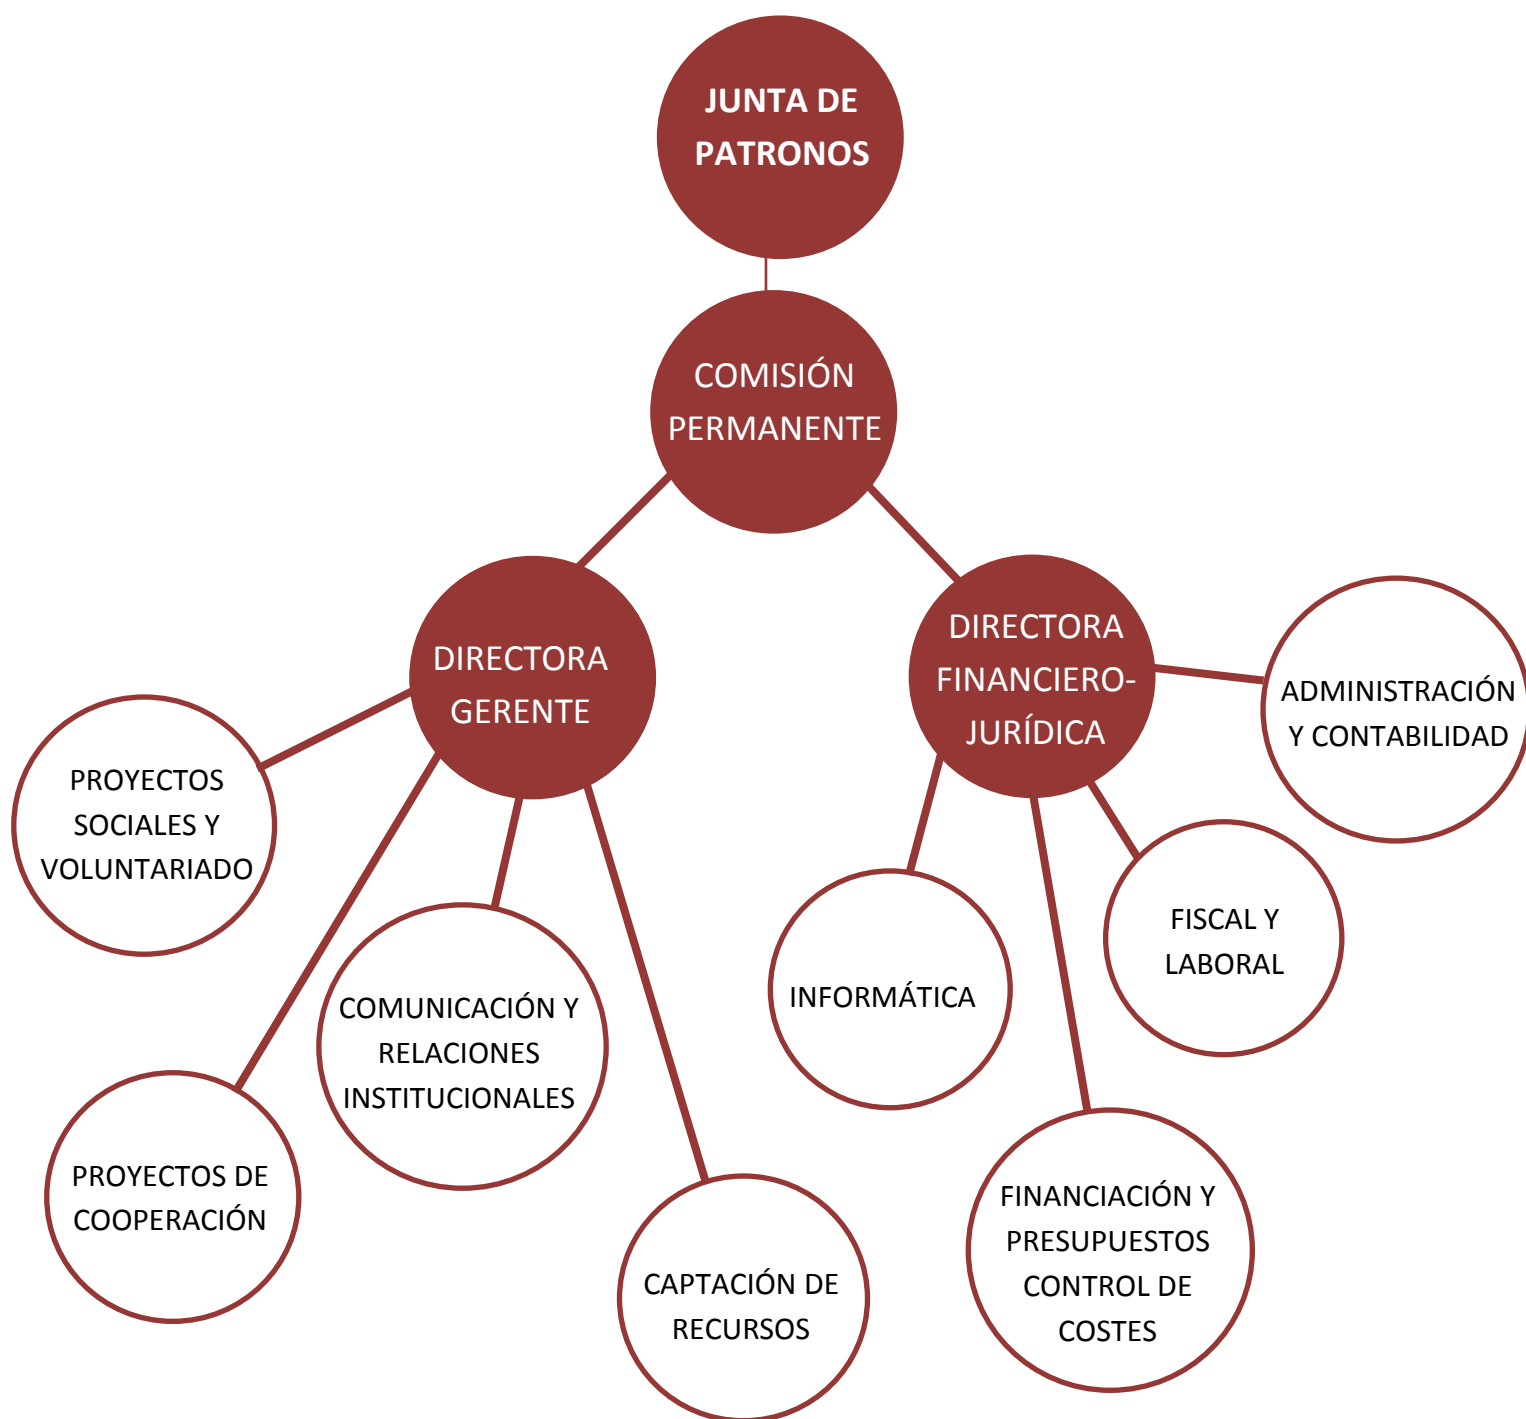 JUNTA DE
PATRONOS
COMISIÓN
PERMANENTE
DIRECTORA
GERENTE
DIRECTORA
FINANCIERO-
JURÍDICA
ADMINISTRACIÓN
Y CONTABILIDAD
PROYECTOS
SOCIALES Y
VOLUNTARIADO
FISCAL Y
LABORAL
INFORMÁTICA
COMUNICACIÓN Y
RELACIONES
INSTITUCIONALES
PROYECTOS DE
COOPERACIÓN
FINANCIACIÓN Y
PRESUPUESTOS
CONTROL DE
COSTES
CAPTACIÓN DE
RECURSOS